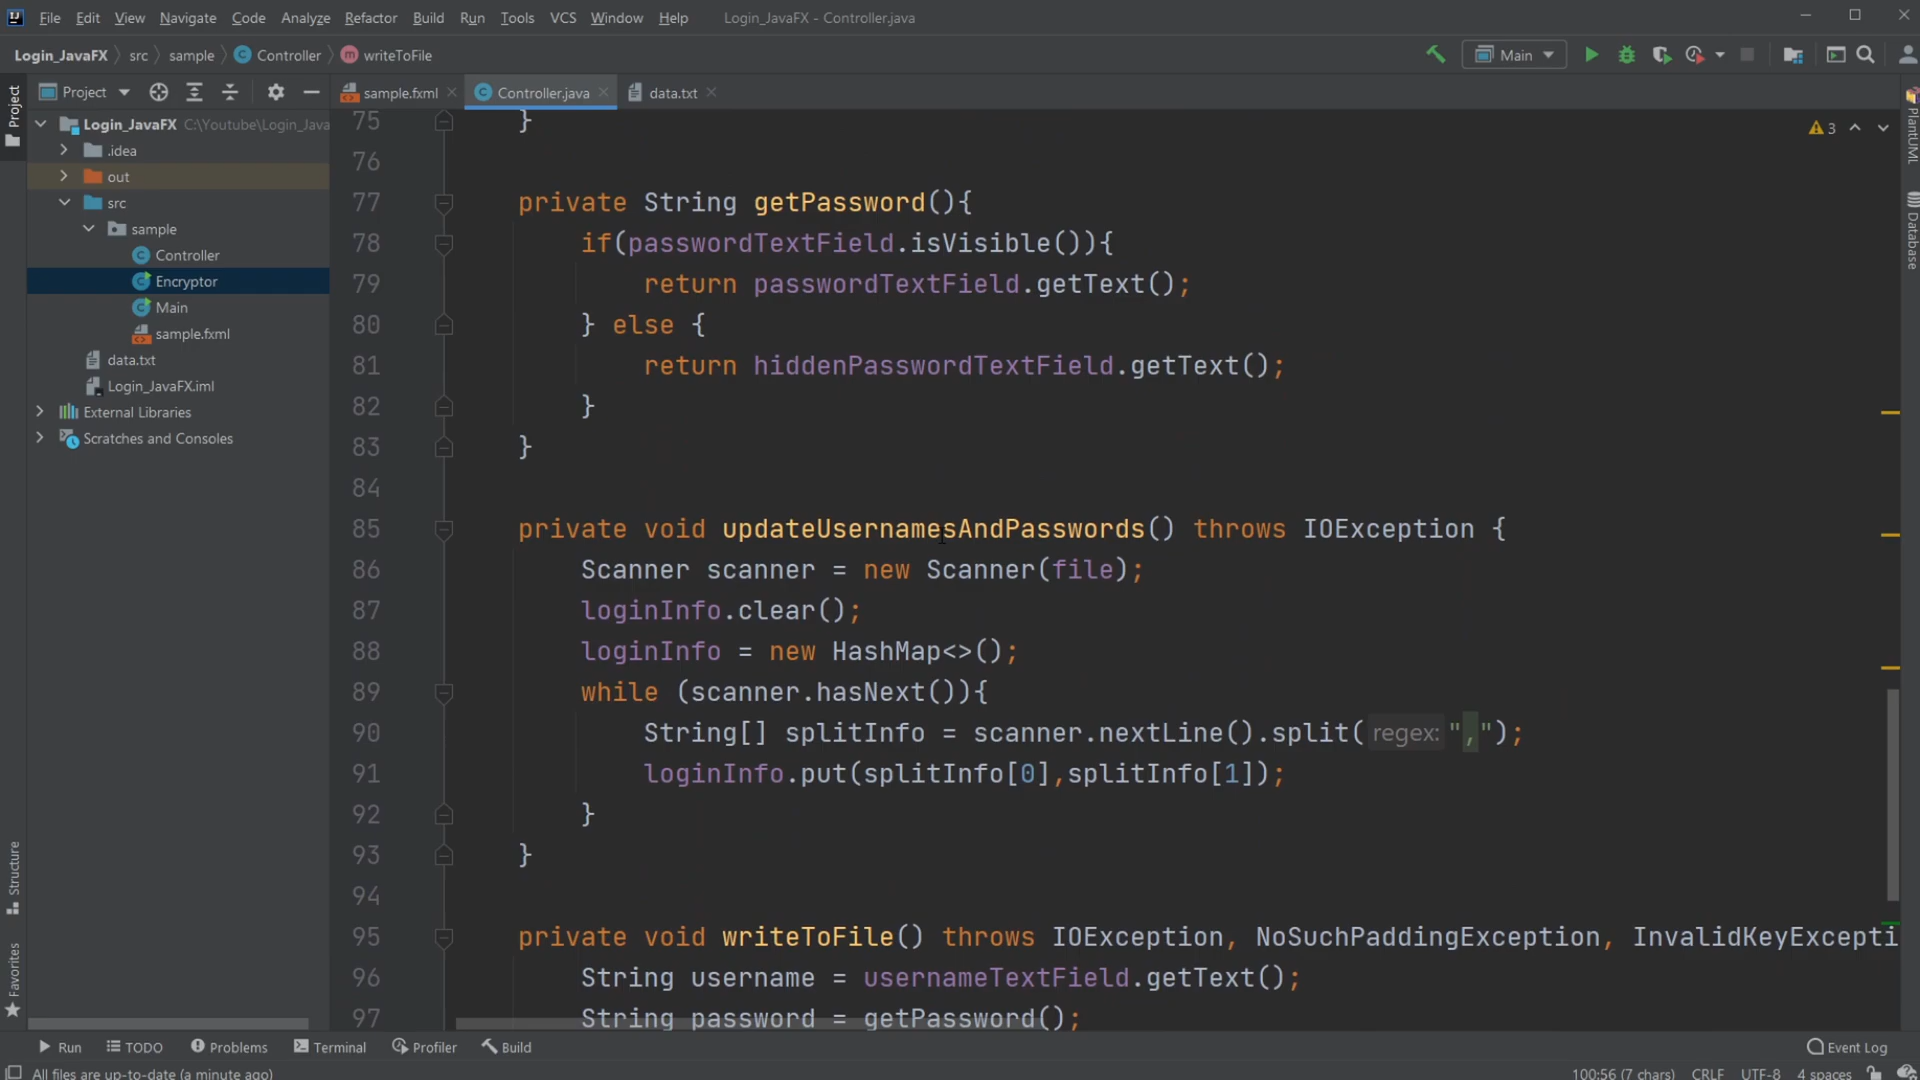 File Edit View Navigate Code Analyze Refactor Build Run Tools VCS Window Help Login_JavaFX - Controller.java
Login_JavaFX src sample Controller writeToFile Main
Project sample.fxml Controller.java data.txt
Project
Login_JavaFX C:\Youtube\Login_Java
.idea
out
src
sample
Controller
Encryptor
Main
sample.fxml
data.txt
Login_JavaFX.iml
External Libraries
Scratches and Consoles
Structure
Favorites
3
PlantUML
Database
75 }
76
77 private String getPassword(){
78 if(passwordTextField.isVisible()){
79 return passwordTextField.getText();
80 } else {
81 return hiddenPasswordTextField.getText();
82 }
83 }
84
85 private void updateUsernamesAndPasswords() throws IOException {
86 Scanner scanner = new Scanner(file);
87 loginInfo.clear();
88 loginInfo = new HashMap<>();
89 while (scanner.hasNext()){
90 String[] splitInfo = scanner.nextLine().split( regex: ",");
91 loginInfo.put(splitInfo[0],splitInfo[1]);
92 }
93 }
94
95 private void writeToFile() throws IOException, NoSuchPaddingException, InvalidKeyExcepti
96 String username = usernameTextField.getText();
97 String password = getPassword();
Run TODO Problems Terminal Profiler Build Event Log
All files are up-to-date (a minute ago) 100:56 (7 chars) CRLF UTF-8 4 spaces